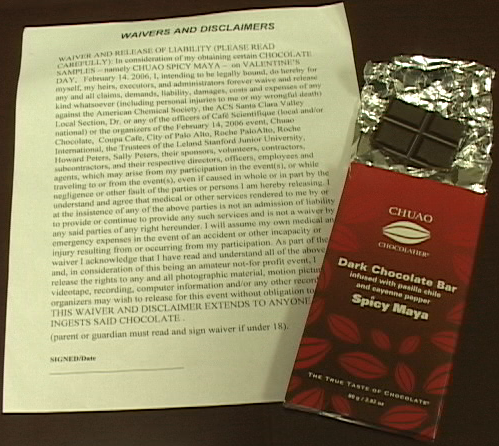 WAIVERS AND DISCLAIMERS
WAIVER AND RELEASE OF LIABILITY (PLEASE READ
CAREFULLY): In consideration of my obtaining certain CHOCOLATE
SAMPLES – namely CHUAO SPICY MAYA – on VALENTINE'S
DAY, February 14, 2006, I, intending to be legally bound, do hereby for
myself, my heirs, executors, and administrators forever waive and release
any and all claims, demands, liability, damages, costs and expenses of any
kind whatsoever (including personal injuries to me or my wrongful death)
against the American Chemical Society, the ACS Santa Clara Valley
Local Section, Dr. or any of the officers of Café Scientifique (local and/or
national) or the organizers of the February 14, 2006 event, Chuao
Chocolate, Coupa Cafe, City of Palo Alto, Roche PaloAlto, Roche
International, the Trustees of the Leland Stanford Junior University,
Howard Peters, Sally Peters, their sponsors, volunteers, contractors,
subcontractors and their respective directors, officers, employees and
agents, which may arise from my participation in the event(s), or while
traveling to or from the event(s), even if caused in whole or in part by the
negligence or other fault of the parties or persons I am hereby releasing. I
understand and agree that medical or other services rendered to me by or
at the insistence of any of the above parties is not an admission of liability
to provide or continue to provide any such services and is not a waiver by
any said parties of any right hereunder. I will assume my own medical and
emergency expenses in the event of an accident or other incapacity or
injury resulting from or occurring from my participation. As part of the
waiver I acknowledge that I have read and understand all of the above
and, in consideration of this being an amateur not-for profit event, I
release the rights to any and all photographic material, motion pictur
videotape, recording, computer information and/or any other record
organizers may wish to release for this event without obligation to
THIS WAIVER AND DISCLAIMER EXTENDS TO ANYONE
INGESTS SAID CHOCOLATE .
(parent or guardian must read and sign waiver if under 18).
SIGNED/Date
CHUAO
CHOCOLATIER
Dark Chocolate Bar
infused with pasilla chile
and cayenne pepper
Spicy Maya
THE TRUE TASTE OF CHOCOLATE
80 g / 2.82 oz